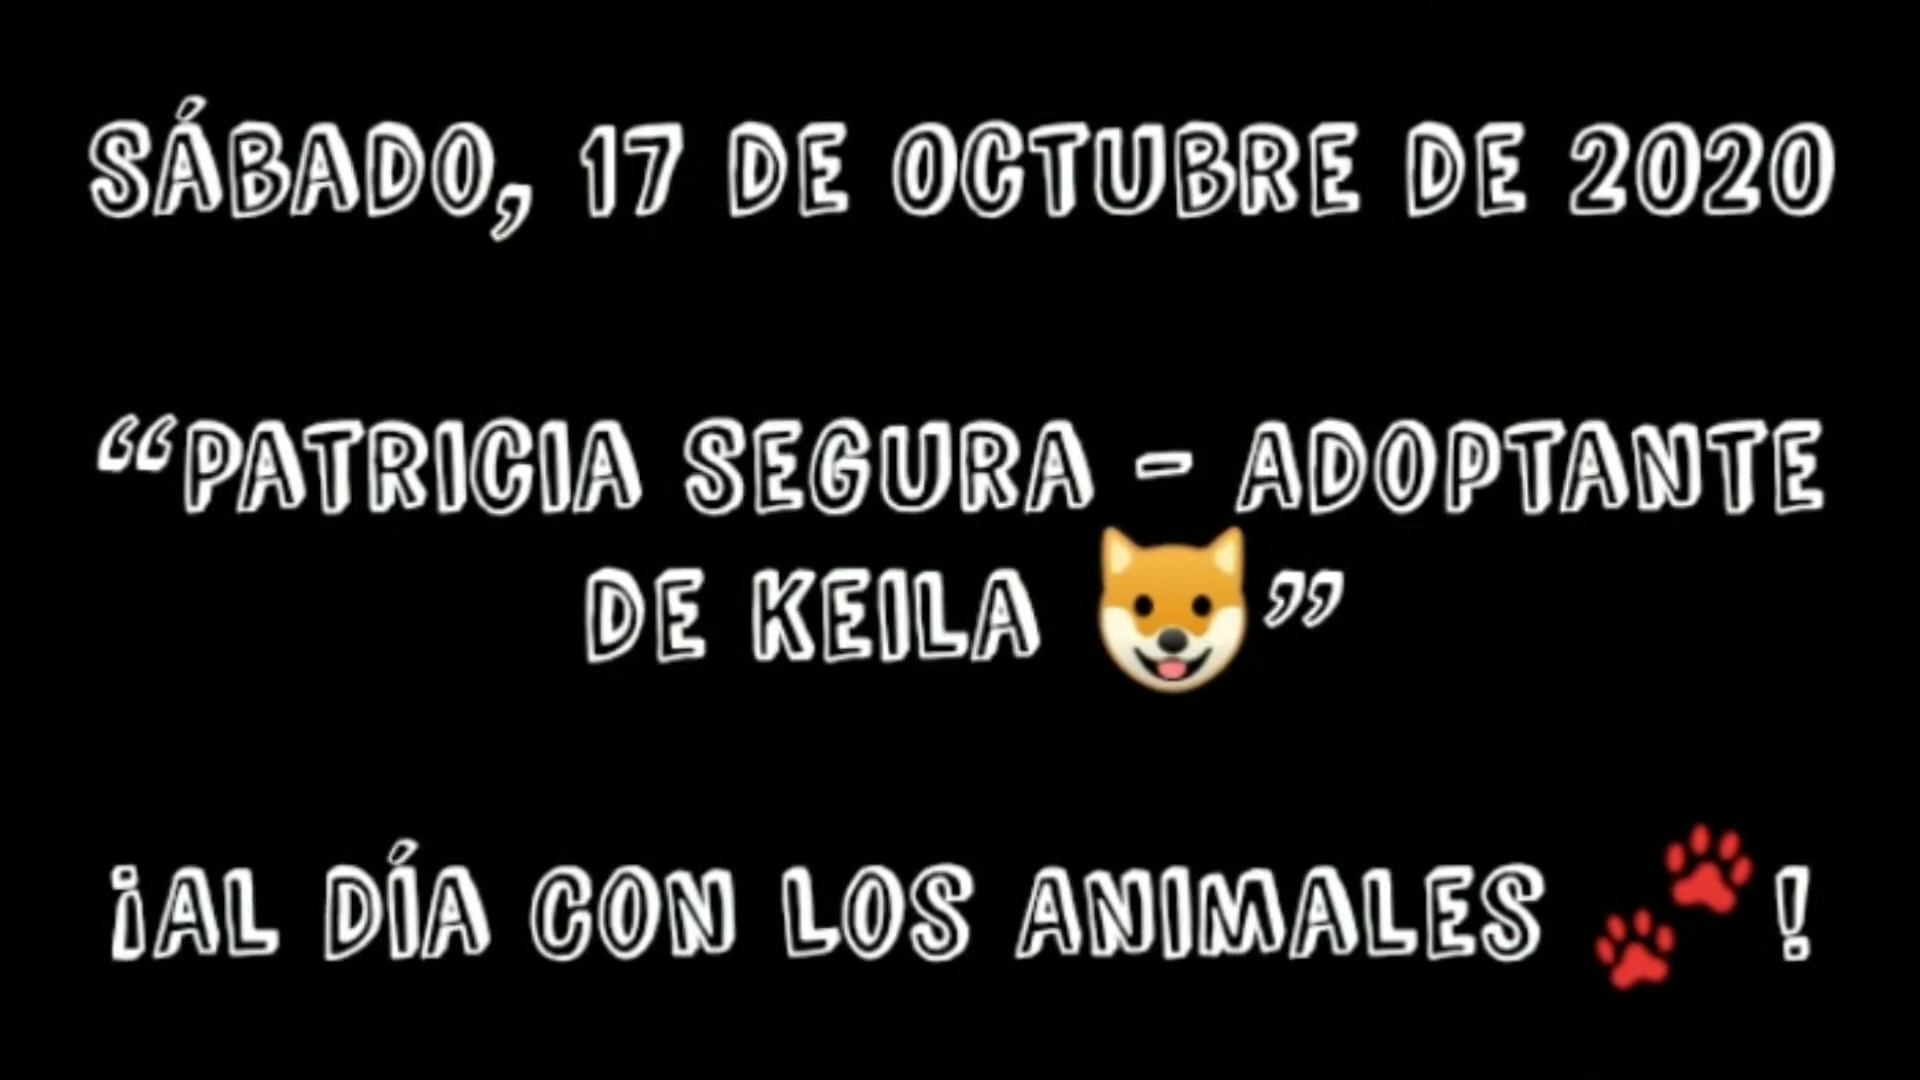 SÁBADO, 17 DE OCTUBRE DE 2020
“PATRICIA SEGURA - ADOPTANTE
DE KEILA 🐶”
¡AL DÍA CON LOS ANIMALES 🐾!